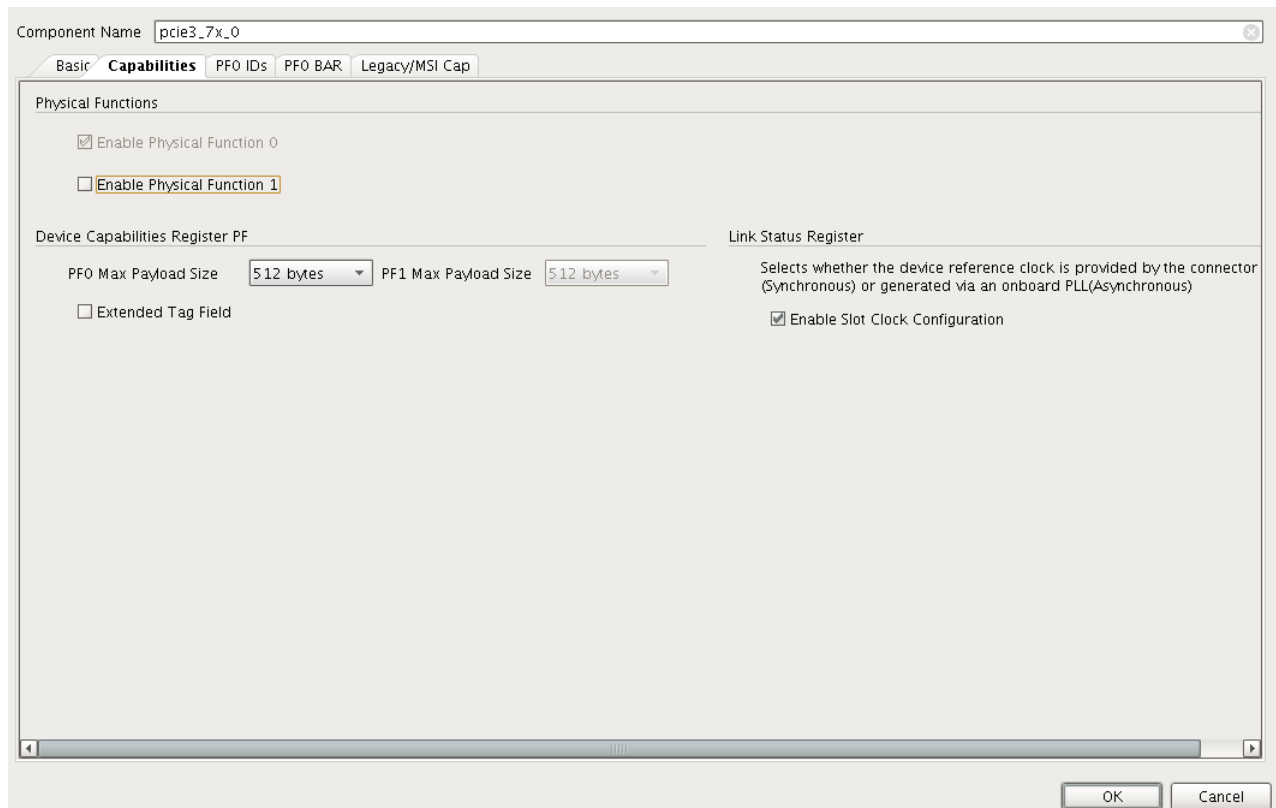 Component Name pcie3_7x_0
Basic Capabilities PF0 IDs PF0 BAR Legacy/MSI Cap
Physical Functions
Enable Physical Function 0
Enable Physical Function 1
Device Capabilities Register PF
PF0 Max Payload Size 512 bytes PF1 Max Payload Size 512 bytes
Extended Tag Field
Link Status Register
Selects whether the device reference clock is provided by the connector
(Synchronous) or generated via an onboard PLL(Asynchronous)
Enable Slot Clock Configuration
OK Cancel